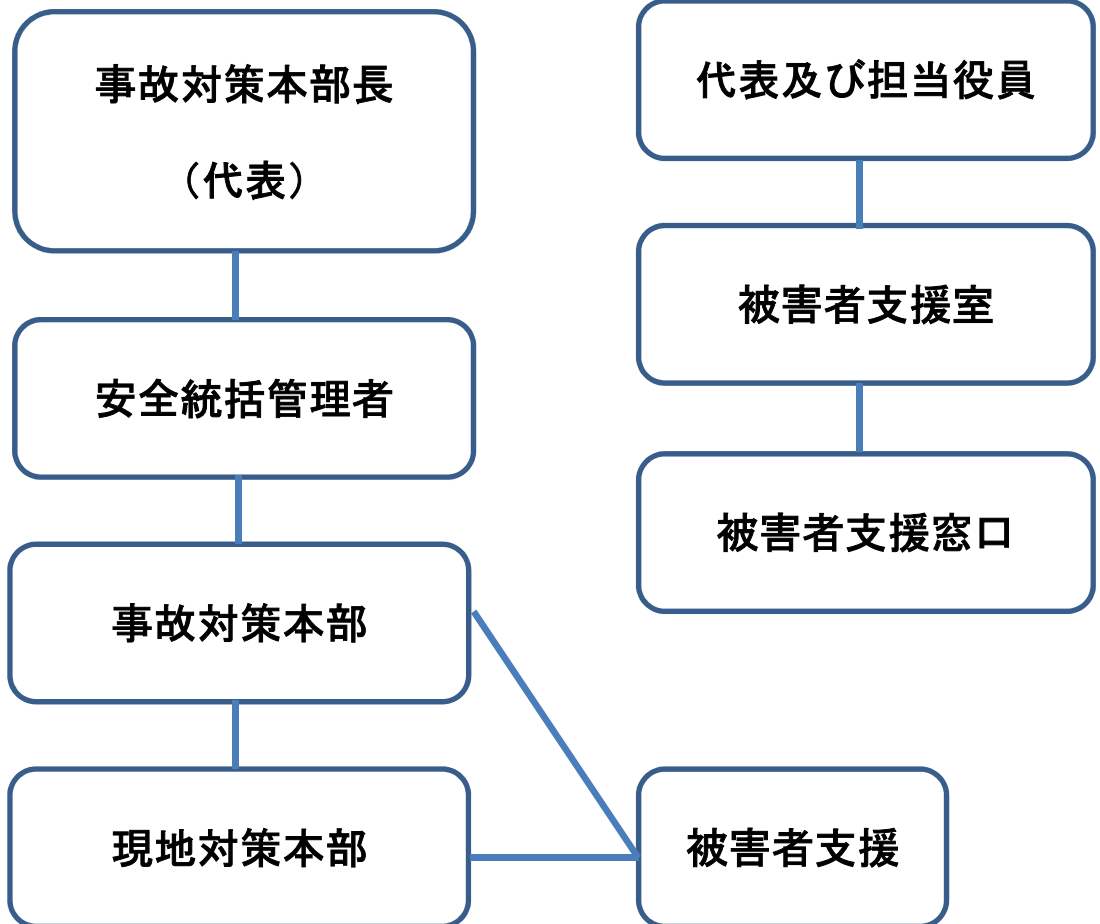 事故対策本部長
（代表）
安全統括管理者
事故対策本部
現地対策本部
代表及び担当役員
被害者支援室
被害者支援窓口
被害者支援